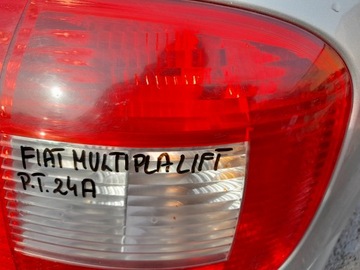 FIAT MULTIPLA LIFT
P.T. 24A